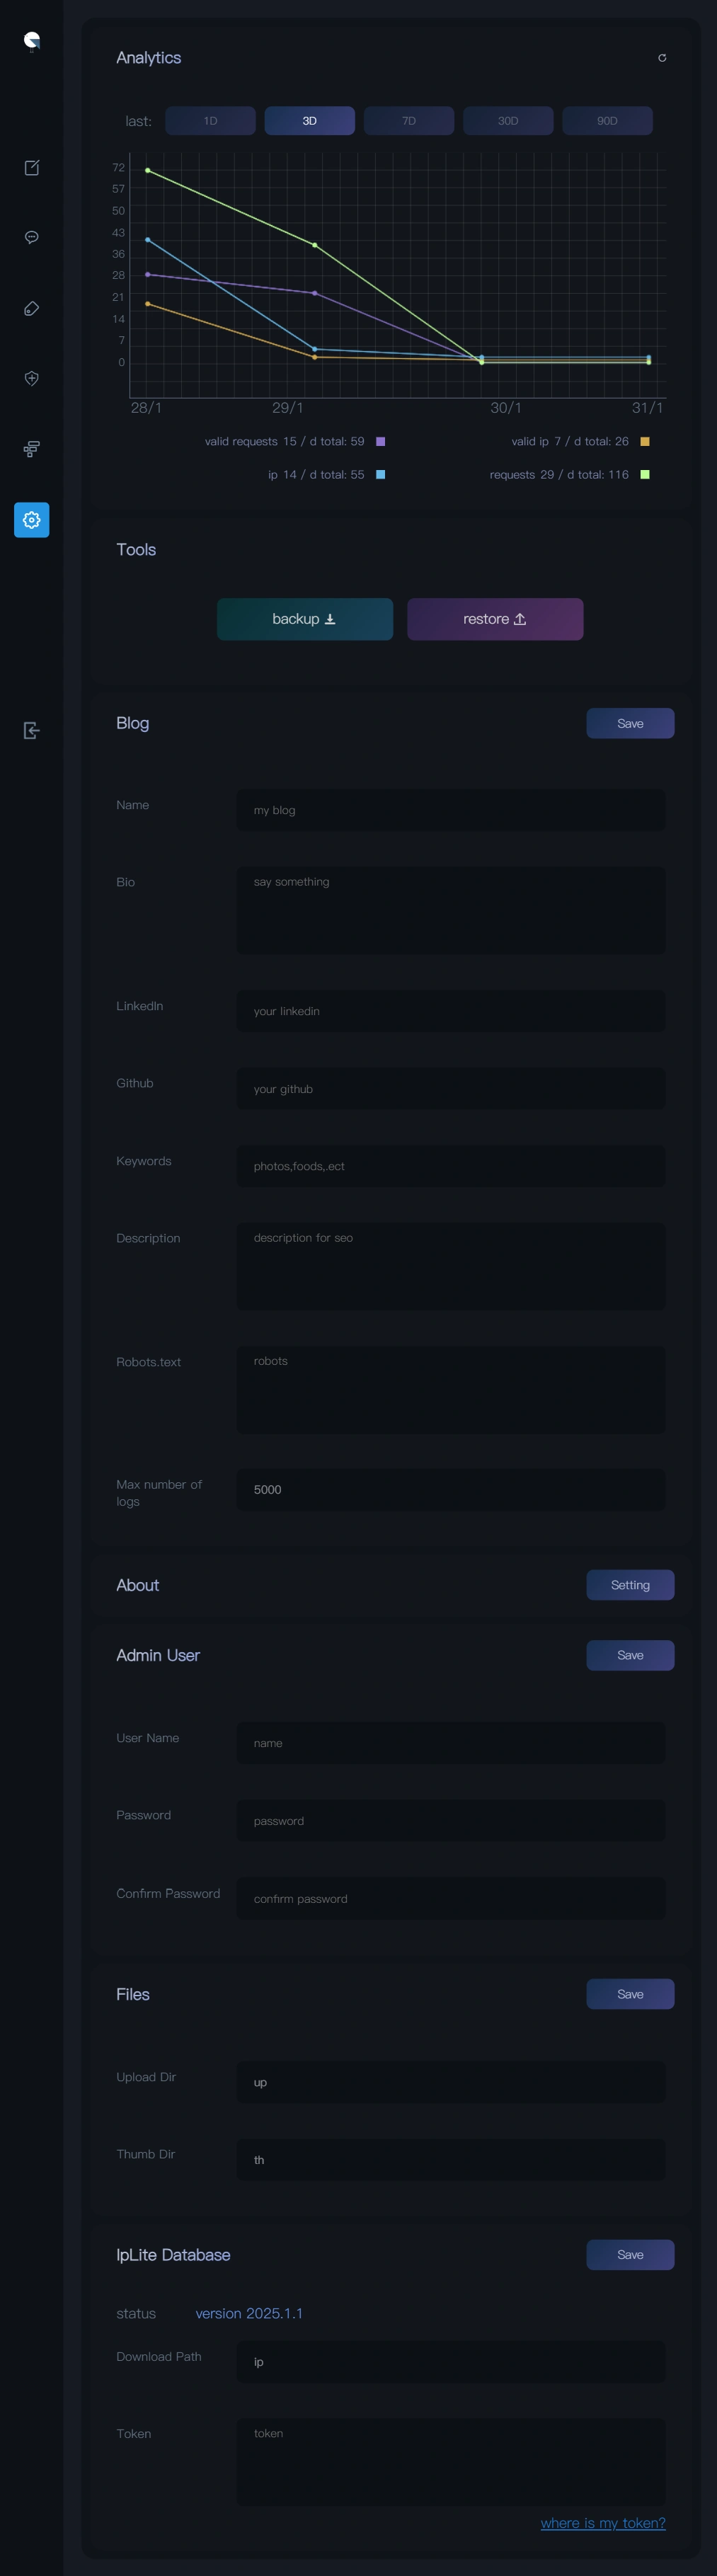 Analytics
last: 1D 3D 7D 30D 90D
72
57
50
43
36
28
21
14
7
0
28/1 29/1 30/1 31/1
valid requests 15 / d total: 59 valid ip 7 / d total: 26
ip 14 / d total: 55 requests 29 / d total: 116
Tools
backup restore
Blog Save
Name my blog
Bio say something
LinkedIn your linkedin
Github your github
Keywords photos,foods,.ect
Description description for seo
Robots.text robots
Max number of
logs 5000
About Setting
Admin User Save
User Name name
Password password
Confirm Password confirm password
Files Save
Upload Dir up
Thumb Dir th
IpLite Database Save
status version 2025.1.1
Download Path ip
Token token
where is my token?